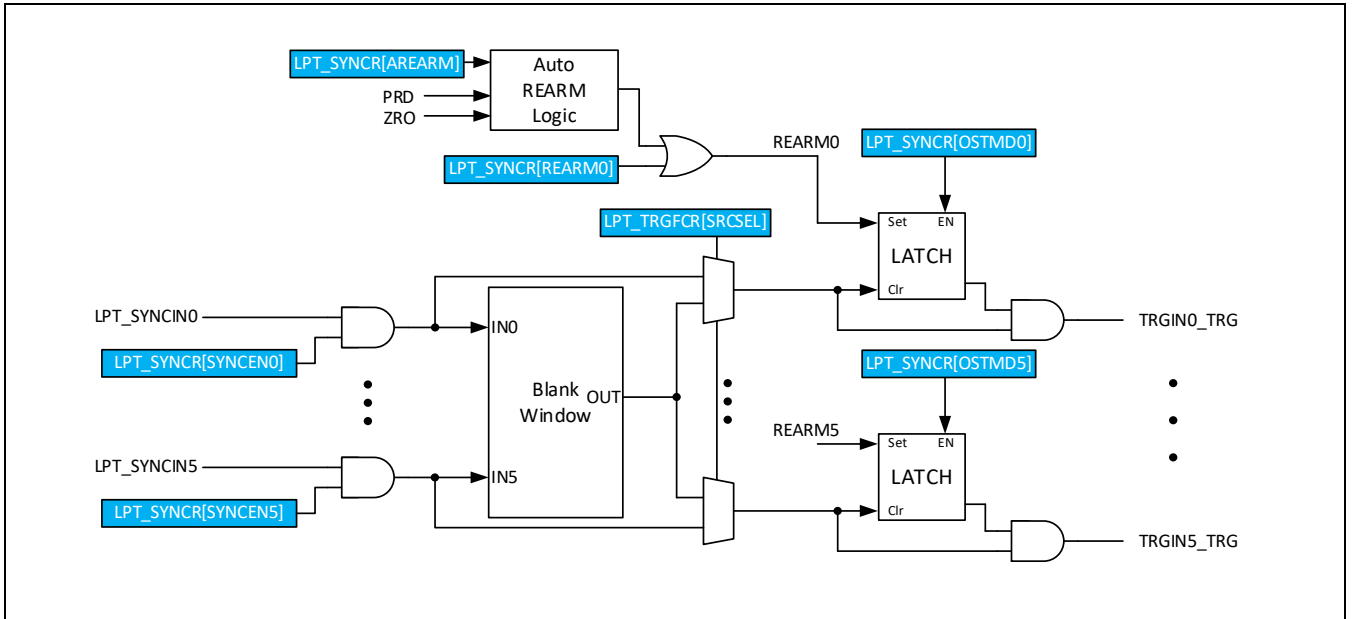 LPT_SYNCR[AREARM]
Auto
REARM
Logic
PRD
ZRO
LPT_SYNCR[REARM0]
REARM0
LPT_SYNCR[OSTMD0]
Set
EN
LATCH
Clr
LPT_TRGFCR[SRCSEL]
LPT_SYNCIN0
LPT_SYNCR[SYNCEN0]
IN0
TRGIN0_TRG
LPT_SYNCR[OSTMD5]
Blank
Window
OUT
REARM5
Set
EN
LATCH
Clr
LPT_SYNCIN5
LPT_SYNCR[SYNCEN5]
IN5
TRGIN5_TRG